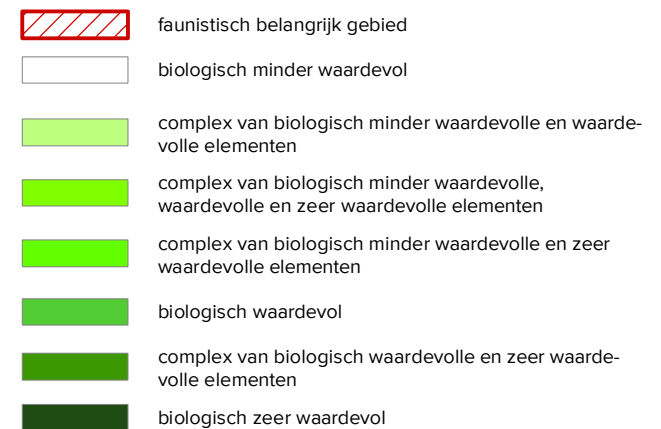 faunistisch belangrijk gebied
biologisch minder waardevol
complex van biologisch minder waardevolle en waarde-
volle elementen
complex van biologisch minder waardevolle,
waardevolle en zeer waardevolle elementen
complex van biologisch minder waardevolle en zeer
waardevolle elementen
biologisch waardevol
complex van biologisch waardevolle en zeer waarde-
volle elementen
biologisch zeer waardevol